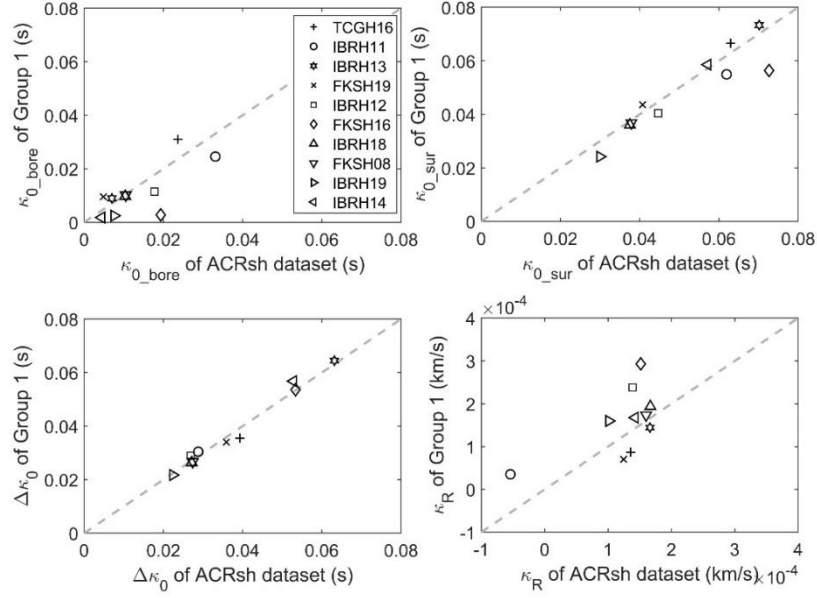 0.08
0.06
0.04
0.02
0
0 0.02 0.04 0.06 0.08
κ0_bore of Group 1 (s)
κ0_bore of ACRsh dataset (s)
TCGH16
IBRH11
IBRH13
FKSH19
IBRH12
FKSH16
IBRH18
FKSH08
IBRH19
IBRH14
0.08
0.06
0.04
0.02
0
0 0.02 0.04 0.06 0.08
κ0_sur of Group 1 (s)
κ0_sur of ACRsh dataset (s)
0.08
0.06
0.04
0.02
0
0 0.02 0.04 0.06 0.08
Δκ0 of Group 1 (s)
Δκ0 of ACRsh dataset (s)
×10-4
4
3
2
1
0
-1
-1 0 1 2 3 4
κR of Group 1 (km/s)
κR of ACRsh dataset (km/s)×10-4